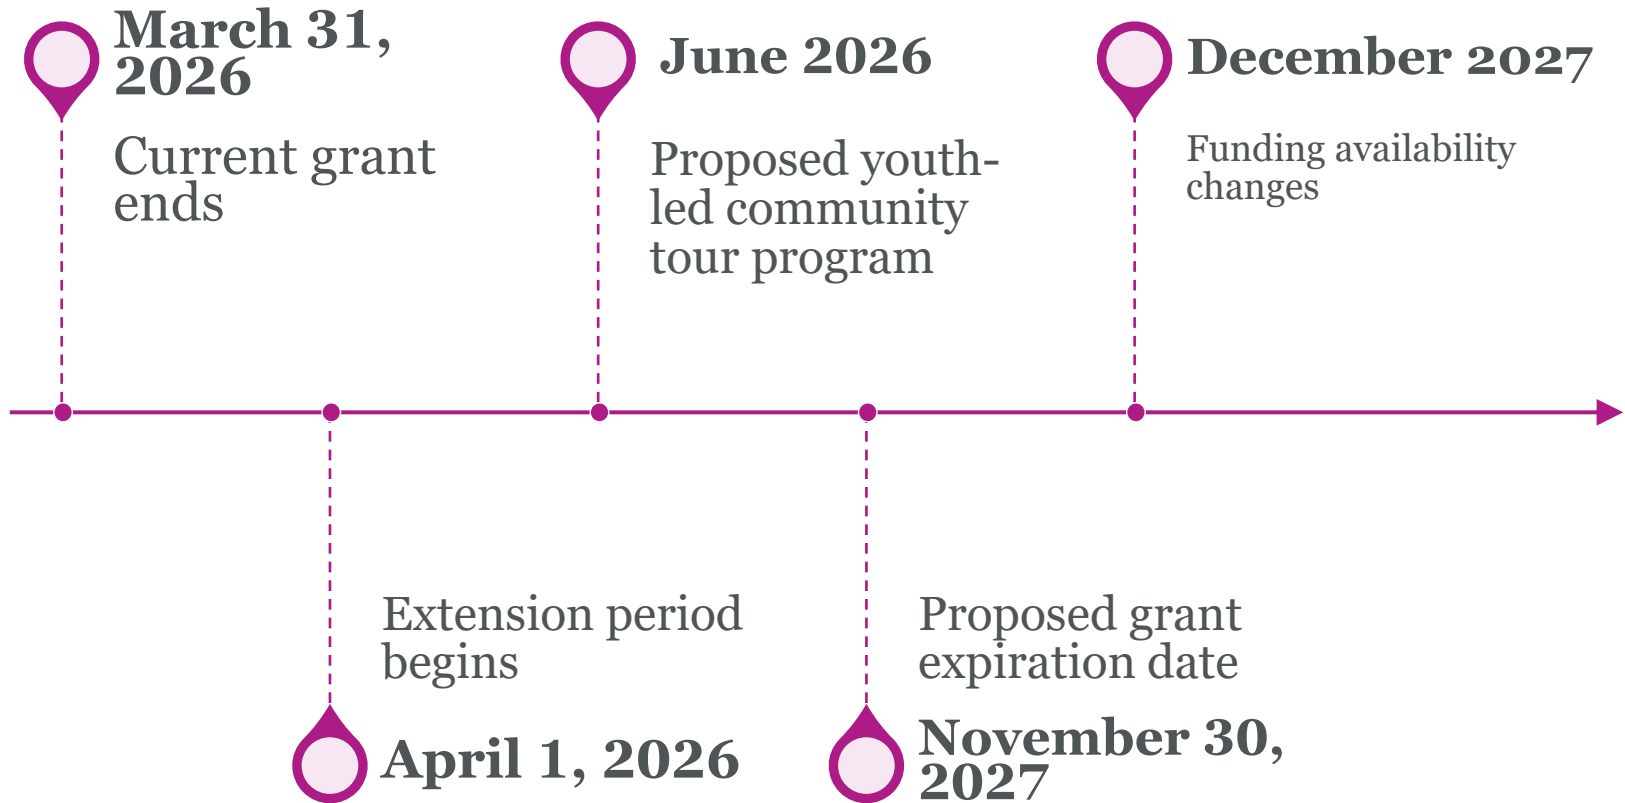 March 31,
2026
Current grant
ends
June 2026
Proposed youth-
led community
tour program
December 2027
Funding availability
changes
Extension period
begins
April 1, 2026
Proposed grant
expiration date
November 30,
2027